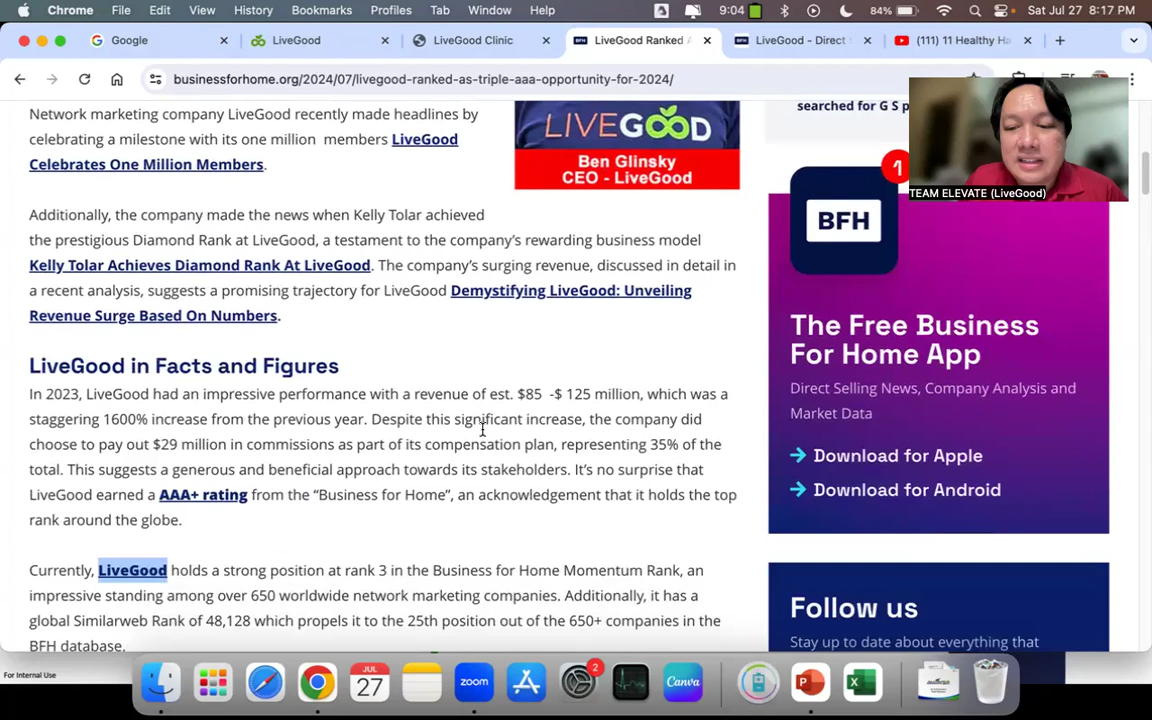 Chrome File Edit View History Bookmarks Profiles Tab Window Help 9:04 84% Sat Jul 27 8:17 PM
Google LiveGood LiveGood Clinic LiveGood Ranked LiveGood - Direct (111) 11 Healthy Ha
businessforhome.org/2024/07/livegood-ranked-as-triple-aaa-opportunity-for-2024/
Network marketing company LiveGood recently made headlines by
celebrating a milestone with its one million members LiveGood
Celebrates One Million Members.
LIVEGOOD
Ben Glinsky
CEO - LiveGood
Additionally, the company made the news when Kelly Tolar achieved
the prestigious Diamond Rank at LiveGood, a testament to the company's rewarding business model
Kelly Tolar Achieves Diamond Rank At LiveGood. The company's surging revenue, discussed in detail in
a recent analysis, suggests a promising trajectory for LiveGood Demystifying LiveGood: Unveiling
Revenue Surge Based On Numbers.
LiveGood in Facts and Figures
In 2023, LiveGood had an impressive performance with a revenue of est. $85 -$ 125 million, which was a
staggering 1600% increase from the previous year. Despite this significant increase, the company did
choose to pay out $29 million in commissions as part of its compensation plan, representing 35% of the
total. This suggests a generous and beneficial approach towards its stakeholders. It's no surprise that
LiveGood earned a AAA+ rating from the “Business for Home”, an acknowledgement that it holds the top
rank around the globe.
Currently, LiveGood holds a strong position at rank 3 in the Business for Home Momentum Rank, an
impressive standing among over 650 worldwide network marketing companies. Additionally, it has a
global Similarweb Rank of 48,128 which propels it to the 25th position out of the 650+ companies in the
BFH database.
searched for G S p
TEAM ELEVATE (LiveGood)
1
BFH
The Free Business
For Home App
Direct Selling News, Company Analysis and
Market Data
Download for Apple
Download for Android
Follow us
Stay up to date about everything that
For Internal Use
JUL
27
zoom
2
Canva
P
X